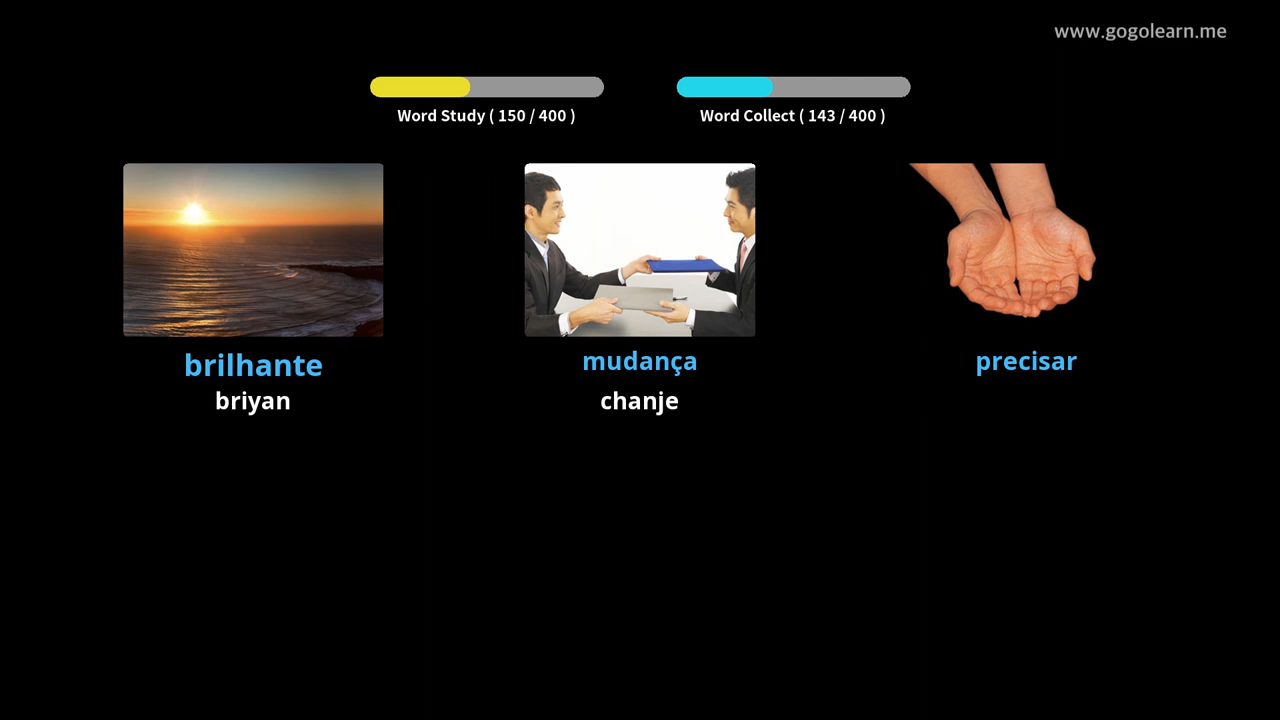 www.gogolearn.me
Word Study ( 150 / 400 )
Word Collect ( 143 / 400 )
brilhante
briyan
mudança
chanje
precisar